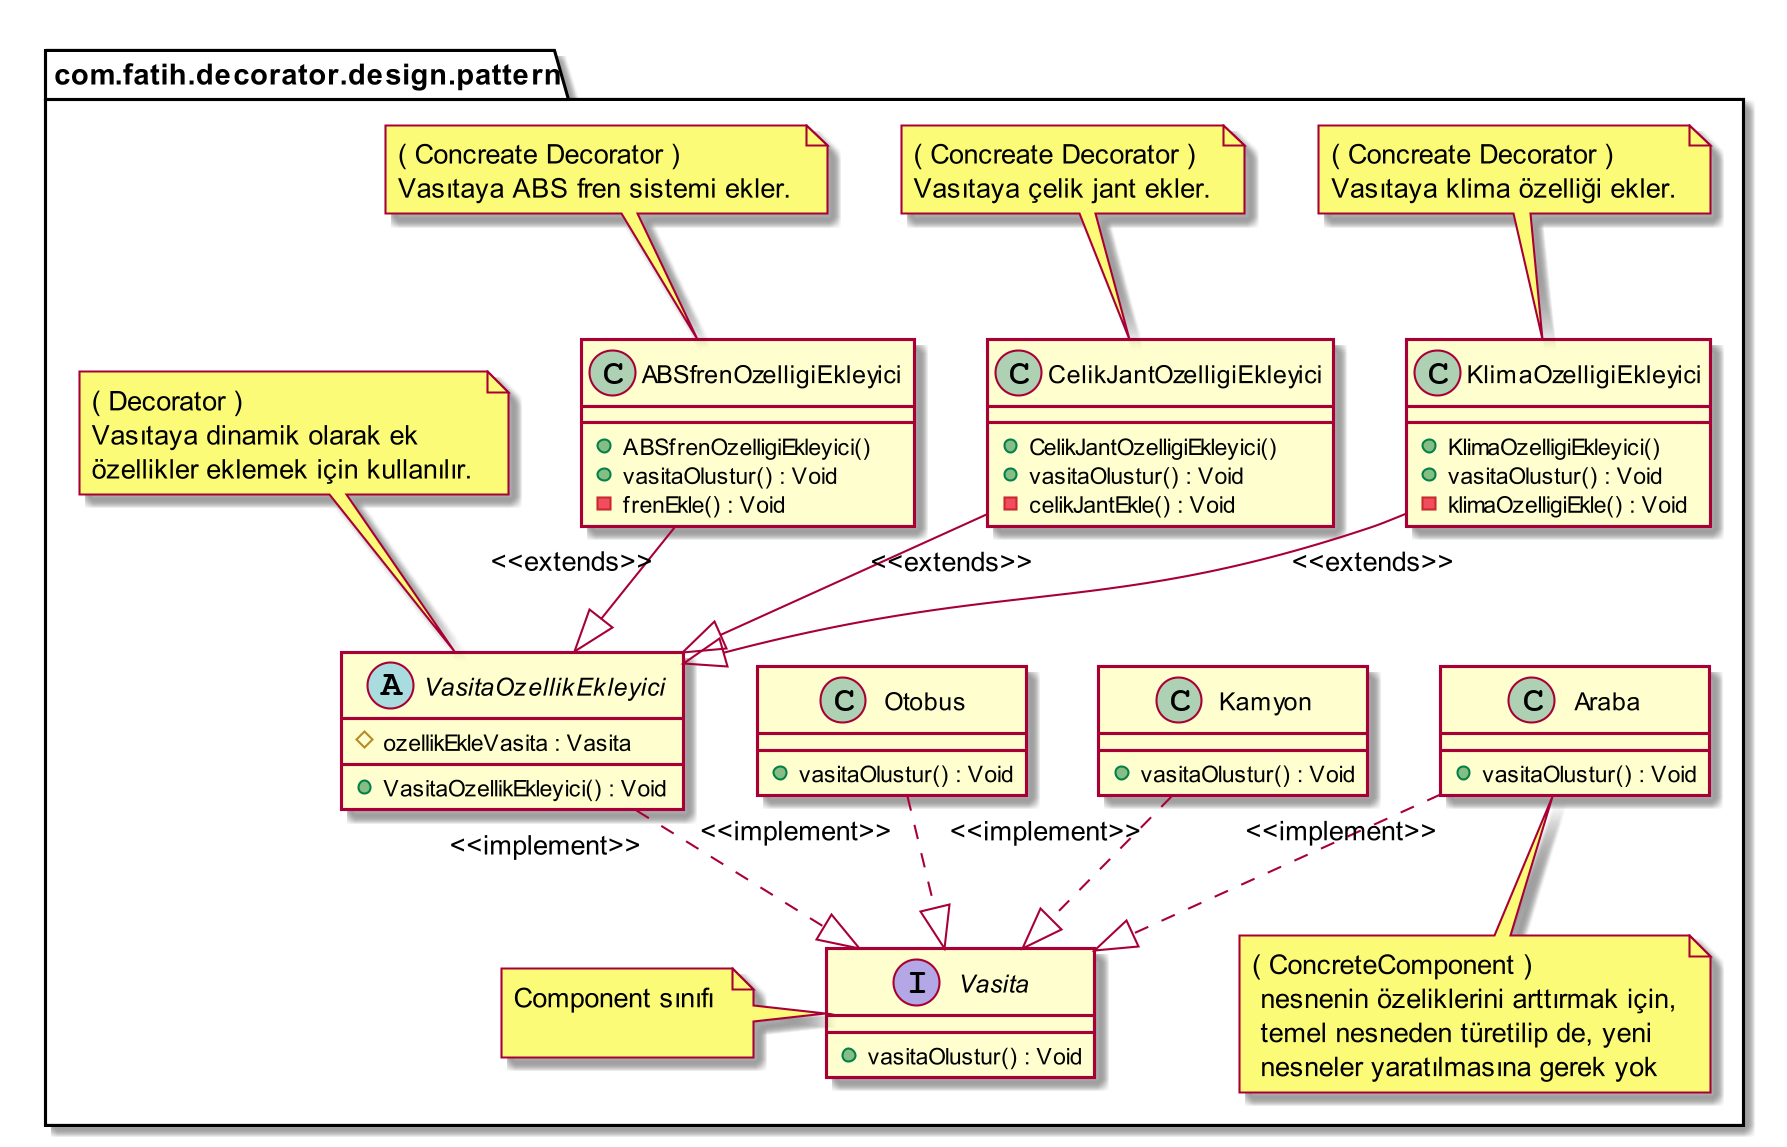 com.fatih.decorator.design.pattern
( Concreate Decorator )
Vasıtaya ABS fren sistemi ekler.
( Concreate Decorator )
Vasıtaya çelik jant ekler.
( Concreate Decorator )
Vasıtaya klima özelliği ekler.
C ABSfrenOzelligiEkleyici
ABSfrenOzelligiEkleyici()
vasitaOlustur() : Void
frenEkle() : Void
C CelikJantOzelligiEkleyici
CelikJantOzelligiEkleyici()
vasitaOlustur() : Void
celikJantEkle() : Void
C KlimaOzelligiEkleyici
KlimaOzelligiEkleyici()
vasitaOlustur() : Void
klimaOzelligiEkle() : Void
( Decorator )
Vasıtaya dinamik olarak ek
özellikler eklemek için kullanılır.
<<extends>>
<<extends>>
<<extends>>
A VasitaOzellikEkleyici
ozellikEkleVasita : Vasita
VasitaOzellikEkleyici() : Void
C Otobus
vasitaOlustur() : Void
C Kamyon
vasitaOlustur() : Void
C Araba
vasitaOlustur() : Void
<<implement>>
<<implement>>
<<implement>>
<<implement>>
Component sınıfı
I Vasita
vasitaOlustur() : Void
( ConcreteComponent )
nesnenin özeliklerini arttırmak için,
temel nesneden türetilip de, yeni
nesneler yaratılmasına gerek yok